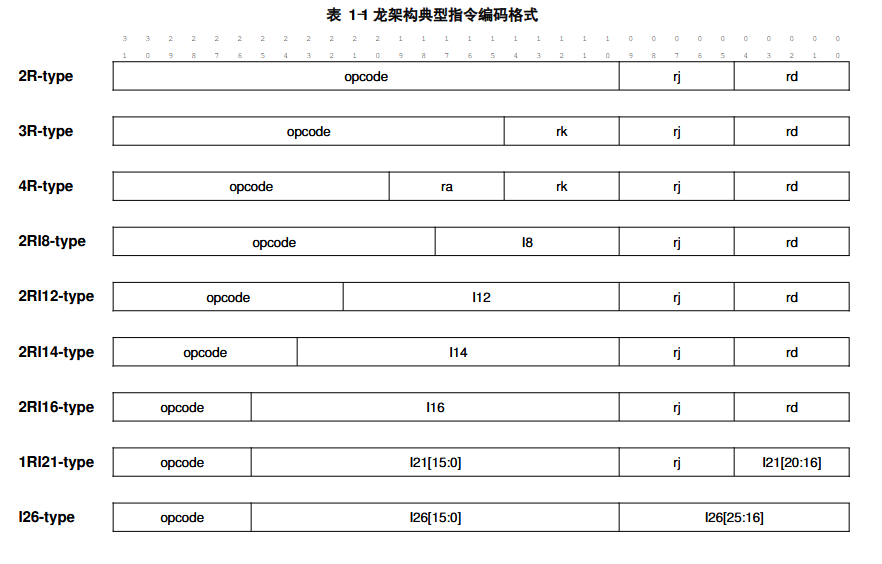 表 1-1 龙架构典型指令编码格式
3 3 2 2 2 2 2 2 2 2 2 2 1 1 1 1 1 1 1 1 1 1 0 0 0 0 0 0 0 0 0 0
1 0 9 8 7 6 5 4 3 2 1 0 9 8 7 6 5 4 3 2 1 0 9 8 7 6 5 4 3 2 1 0
2R-type opcode rj rd
3R-type opcode rk rj rd
4R-type opcode ra rk rj rd
2RI8-type opcode I8 rj rd
2RI12-type opcode I12 rj rd
2RI14-type opcode I14 rj rd
2RI16-type opcode I16 rj rd
1RI21-type opcode I21[15:0] rj I21[20:16]
I26-type opcode I26[15:0] I26[25:16]